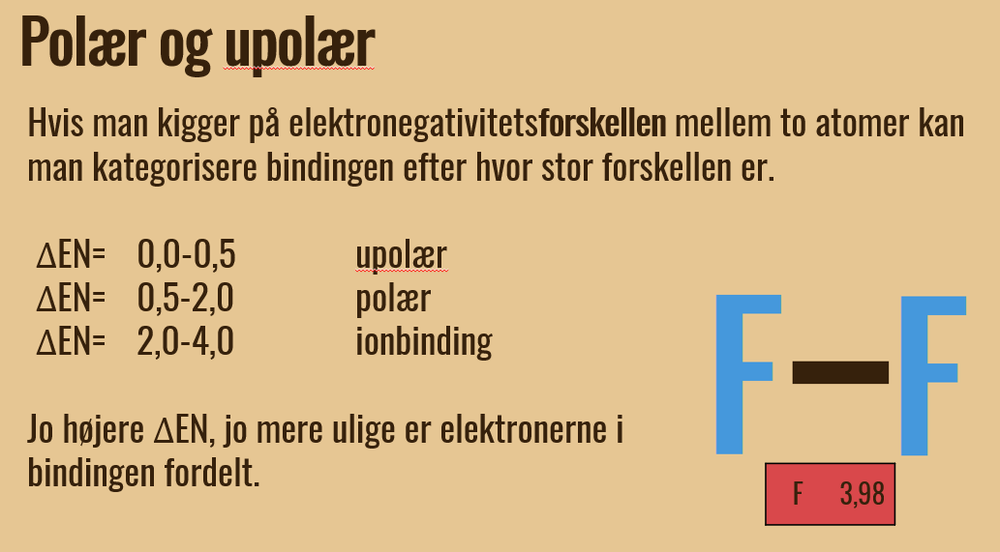 Polær og upolær
Hvis man kigger på elektronegativitetsforskellen mellem to atomer kan
man kategorisere bindingen efter hvor stor forskellen er.
ΔEN= 0,0-0,5 upolær
ΔEN= 0,5-2,0 polær
ΔEN= 2,0-4,0 ionbinding
Jo højere ΔEN, jo mere ulige er elektronerne i
bindingen fordelt.
F—F
F 3,98